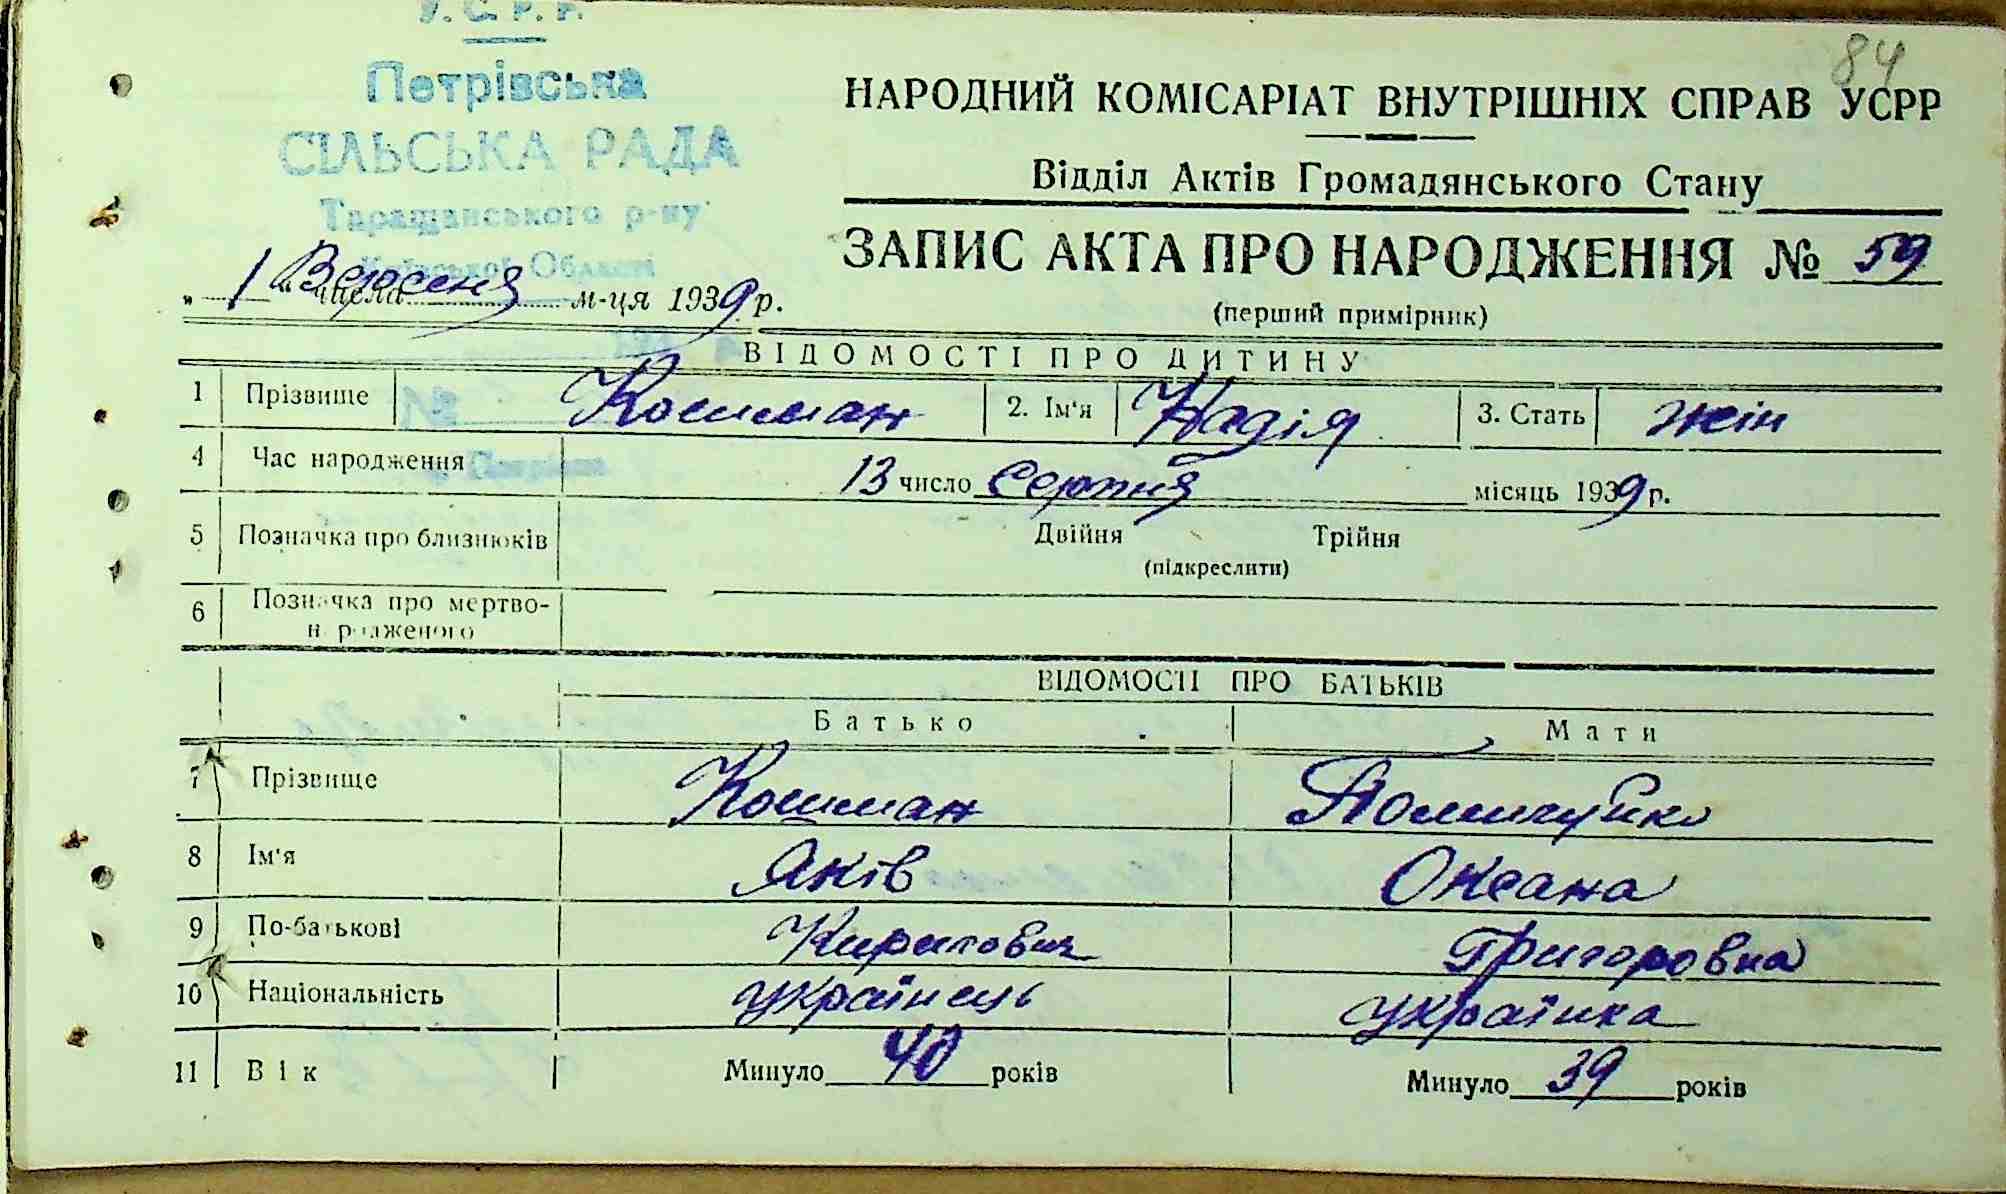 У. С. Р. Р.
84
Петрівська
СІЛЬСЬКА РАДА
Таращанського р-ну
Київської Області
„ 1 " числа Вересня м-ця 1939 р.
НАРОДНИЙ КОМІСАРІАТ ВНУТРІШНІХ СПРАВ УСРР
Відділ Актів Громадянського Стану
ЗАПИС АКТА ПРО НАРОДЖЕННЯ № 59
(перший примірник)
ВІДОМОСТІ ПРО ДИТИНУ
1 Прізвище Кошман 2. Ім'я Надія 3. Стать жін
4 Час народження 13 число серпня місяць 1939 р.
5 Позначка про близнюків Двійня Трійня
(підкреслити)
6 Позначка про мертво-
н родженого
ВІДОМОСТІ ПРО БАТЬКІВ
Батько Мати
7 Прізвище Кошман
8 Ім'я Яків Оксана
9 По-батькові Кирилович Григоровна
10 Національність українець українка
11 Вік Минуло 40 років Минуло 39 років